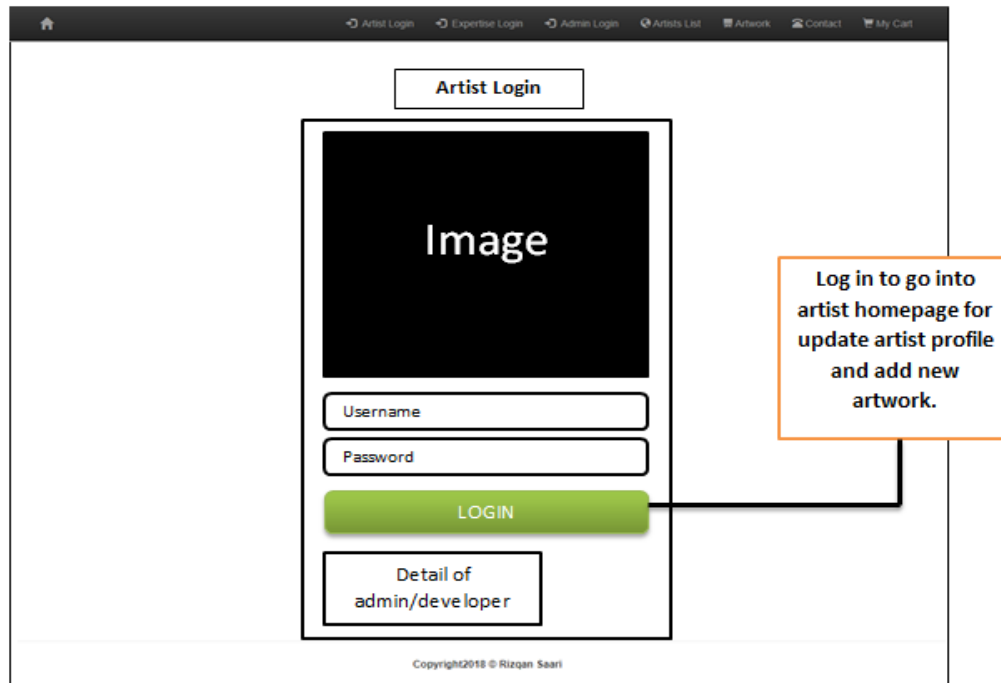 Artist Login Expertise Login Admin Login Artists List Artwork Contact My Cart
Artist Login
Image
Username
Password
LOGIN
Detail of
admin/developer
Log in to go into
artist homepage for
update artist profile
and add new
artwork.
Copyright2018 © Rizqan Saari